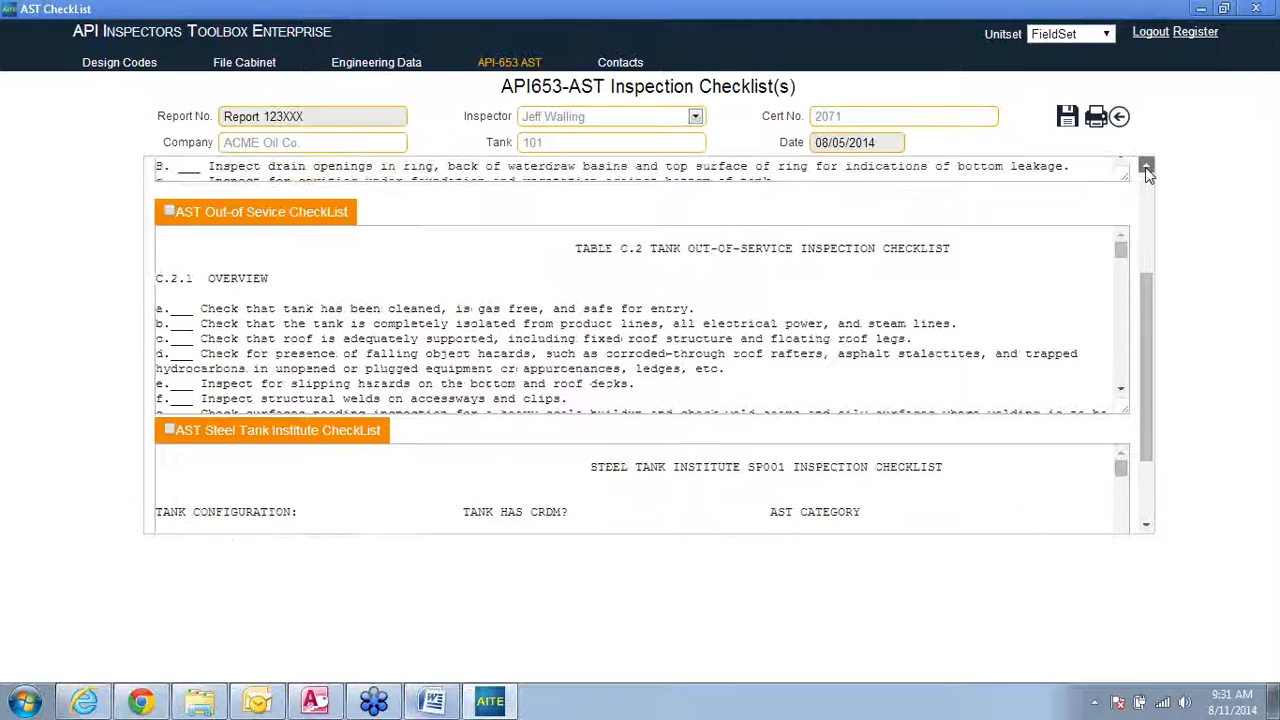 AST CheckList
API INSPECTORS TOOLBOX ENTERPRISE
Unitset FieldSet Logout Register
Design Codes File Cabinet Engineering Data API-653 AST Contacts
API653-AST Inspection Checklist(s)
Report No. Report 123XXX Inspector Jeff Walling Cert No. 2071
Company ACME Oil Co. Tank 101 Date 08/05/2014
B. ___ Inspect drain openings in ring, back of waterdraw basins and top surface of ring for indications of bottom leakage.
AST Out-of Sevice CheckList
TABLE C.2 TANK OUT-OF-SERVICE INSPECTION CHECKLIST
C.2.1 OVERVIEW
a.___ Check that tank has been cleaned, is gas free, and safe for entry.
b.___ Check that the tank is completely isolated from product lines, all electrical power, and steam lines.
c.___ Check that roof is adequately supported, including fixed roof structure and floating roof legs.
d.___ Check for presence of falling object hazards, such as corroded-through roof rafters, asphalt stalactites, and trapped
hydrocarbons in unopened or plugged equipment or appurcenances, ledges, etc.
e.___ Inspect for slipping hazards on the bottom and roof decks.
f.___ Inspect structural welds on accessways and clips.
AST Steel Tank Institute CheckList
STEEL TANK INSTITUTE SP001 INSPECTION CHECKLIST
TANK CONFIGURATION: TANK HAS CRDM? AST CATEGORY
AITE
9:31 AM
8/11/2014